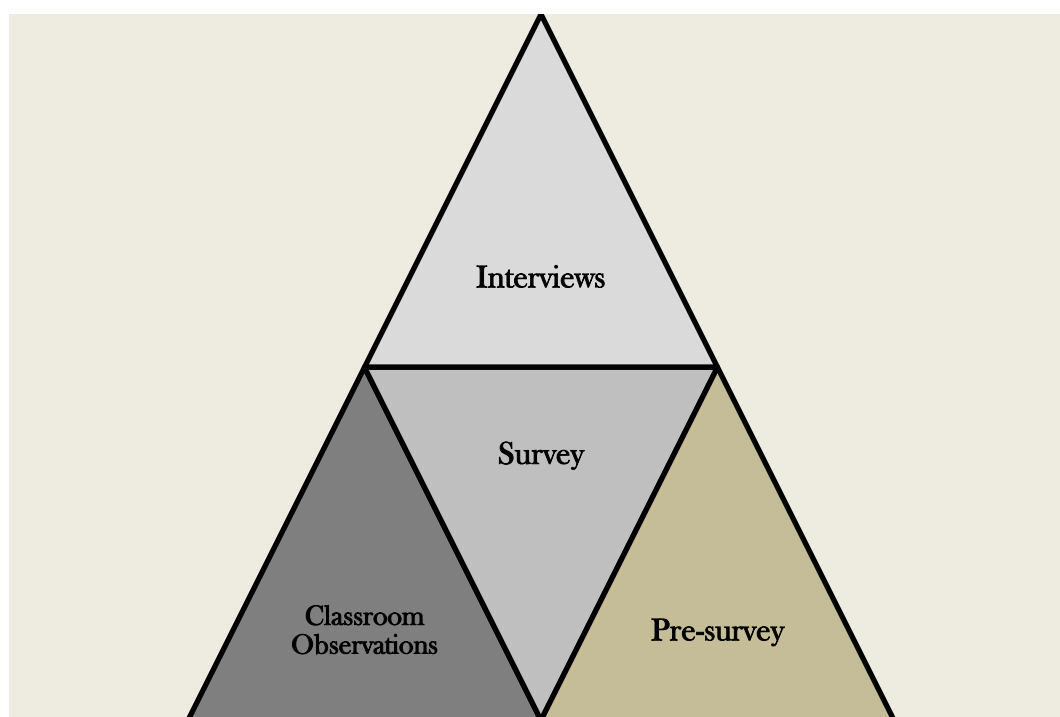 Interviews
Survey
Classroom
Observations
Pre-survey